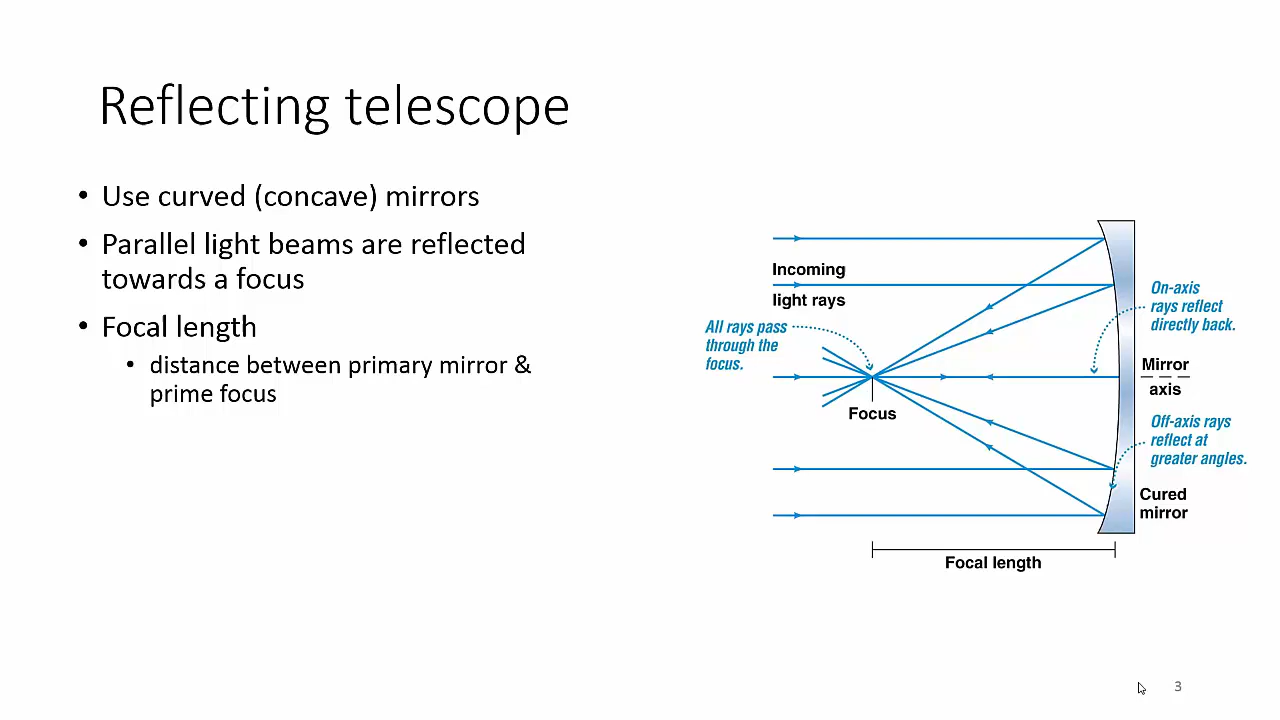 Reflecting telescope
• Use curved (concave) mirrors
• Parallel light beams are reflected
towards a focus
• Focal length
• distance between primary mirror &
prime focus
Incoming
light rays
All rays pass
through the
focus.
Focus
On-axis
rays reflect
directly back.
Mirror
axis
Off-axis rays
reflect at
greater angles.
Cured
mirror
Focal length
3